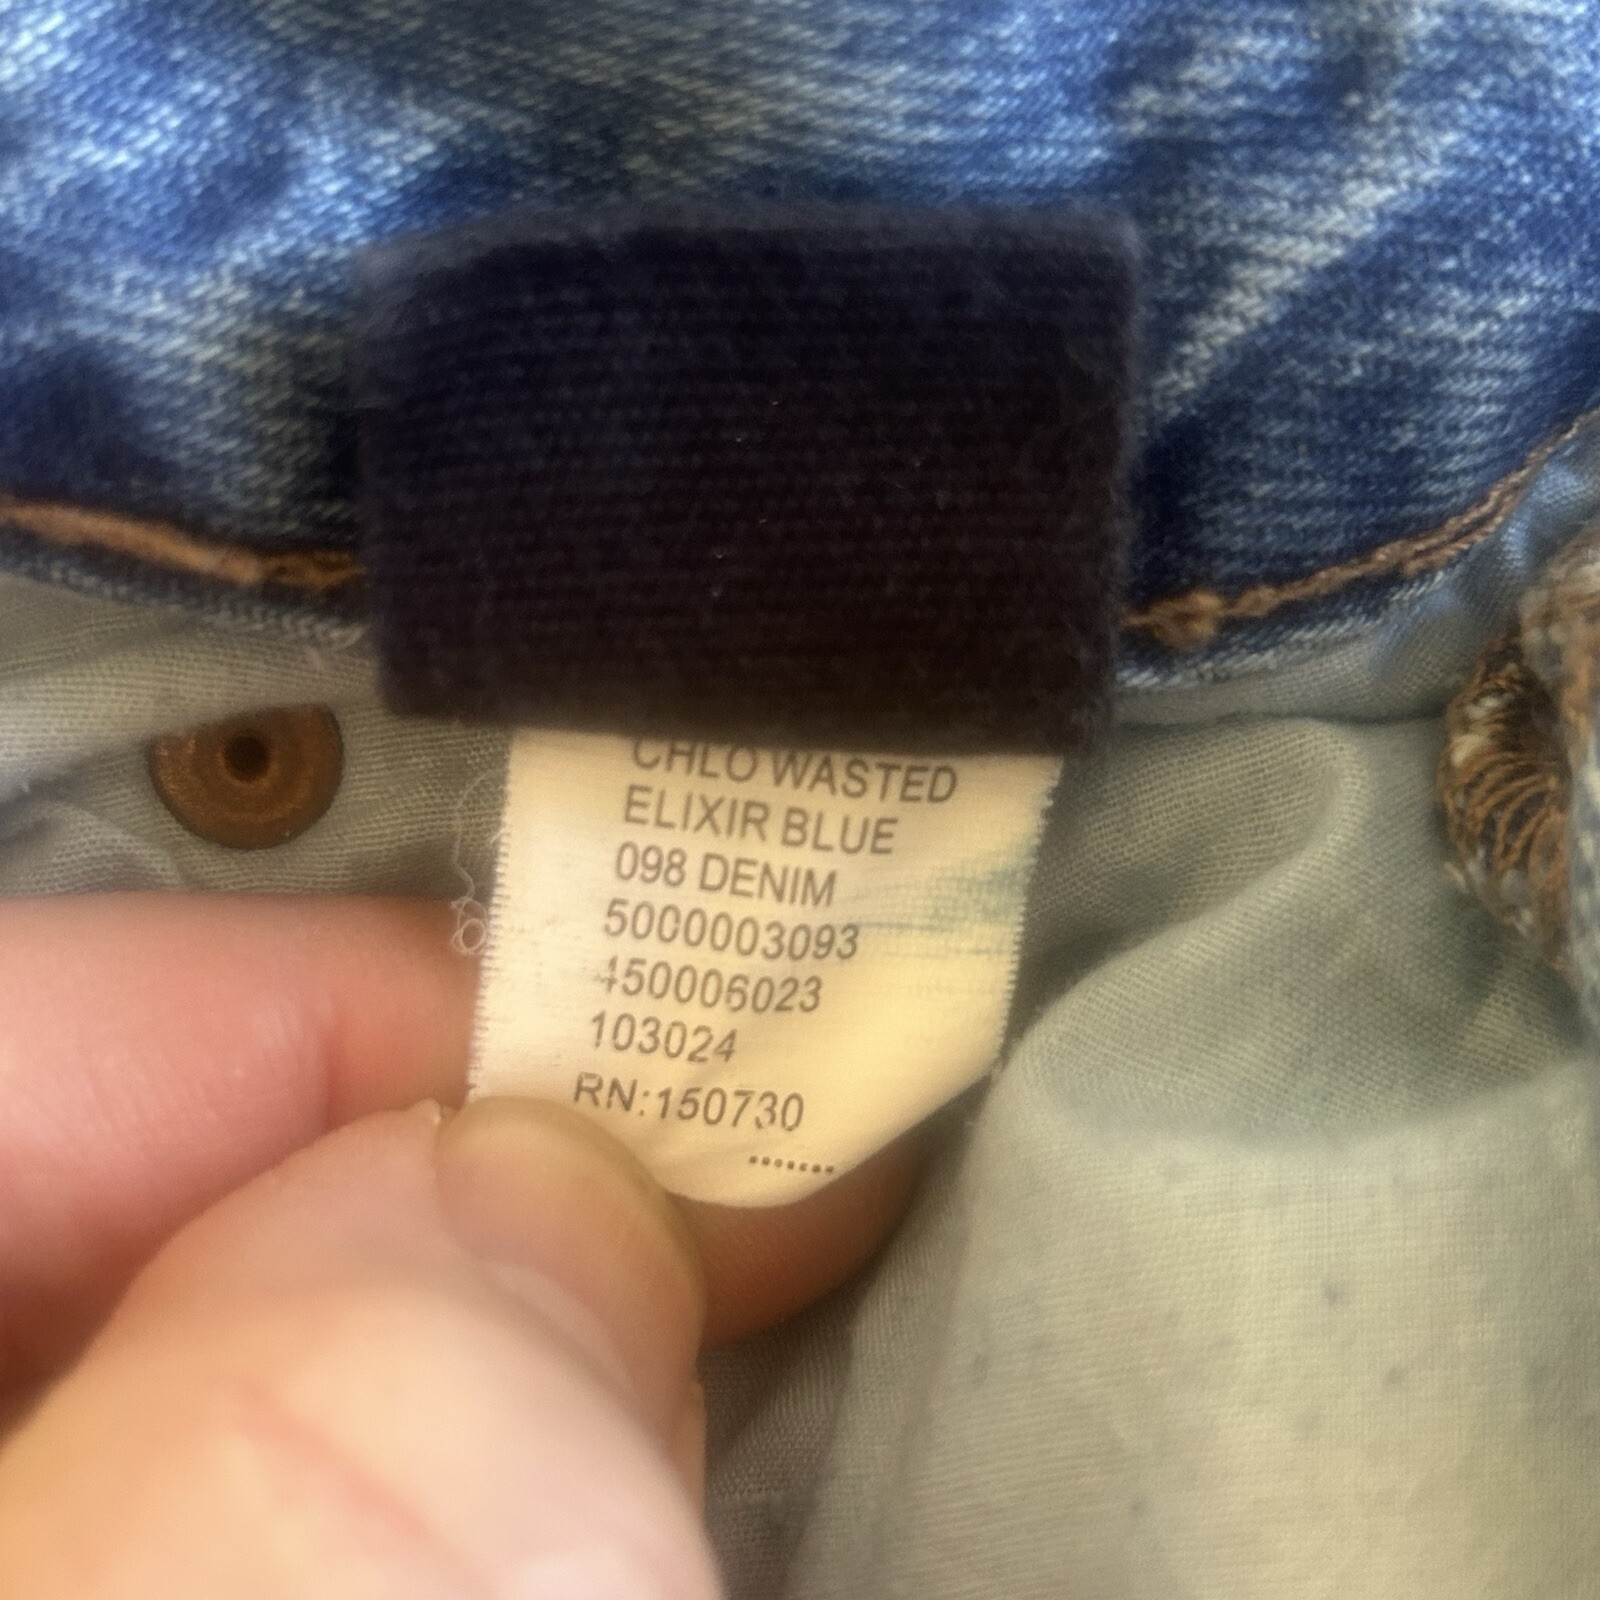 CHLO WASTED
ELIXIR BLUE
098 DENIM
5000003093
450006023
103024
RN:150730